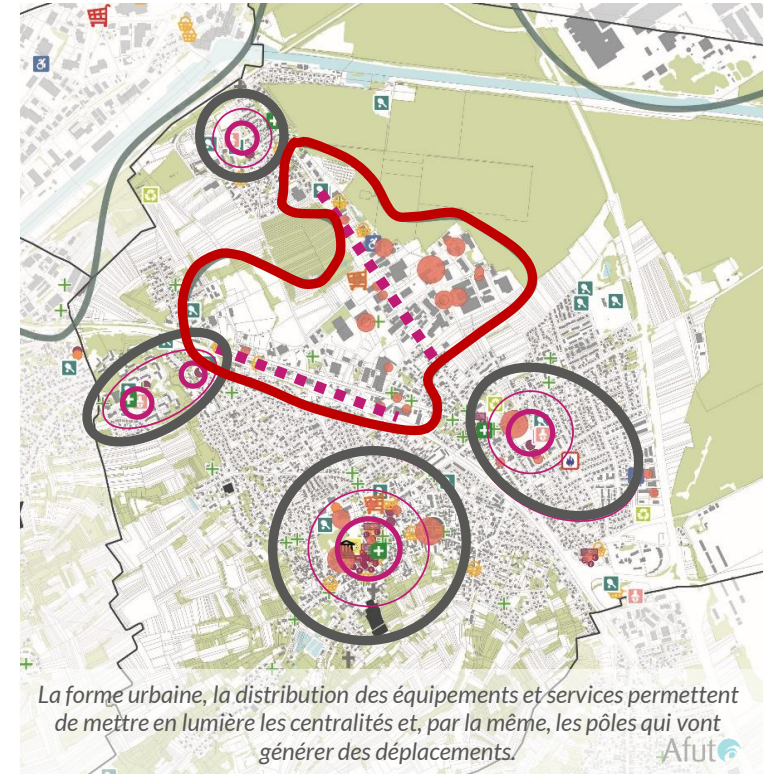 La forme urbaine, la distribution des équipements et services permettent
de mettre en lumière les centralités et, par la même, les pôles qui vont
générer des déplacements.
Afut